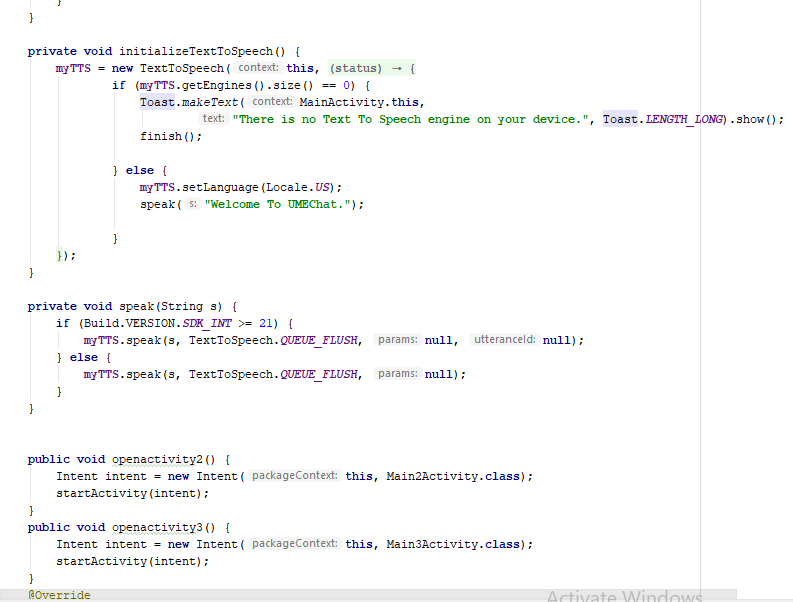 }
}
private void initializeTextToSpeech() {
myTTS = new TextToSpeech( context: this, (status) → {
if (myTTS.getEngines().size() == 0) {
Toast.makeText( context: MainActivity.this,
text: "There is no Text To Speech engine on your device.", Toast.LENGTH_LONG).show();
finish();
} else {
myTTS.setLanguage(Locale.US);
speak( s: "Welcome To UMEChat.");
}
});
}
private void speak(String s) {
if (Build.VERSION.SDK_INT >= 21) {
myTTS.speak(s, TextToSpeech.QUEUE_FLUSH, params: null, utteranceId: null);
} else {
myTTS.speak(s, TextToSpeech.QUEUE_FLUSH, params: null);
}
}
public void openactivity2() {
Intent intent = new Intent( packageContext: this, Main2Activity.class);
startActivity(intent);
}
public void openactivity3() {
Intent intent = new Intent( packageContext: this, Main3Activity.class);
startActivity(intent);
}
@Override
Activate Windows